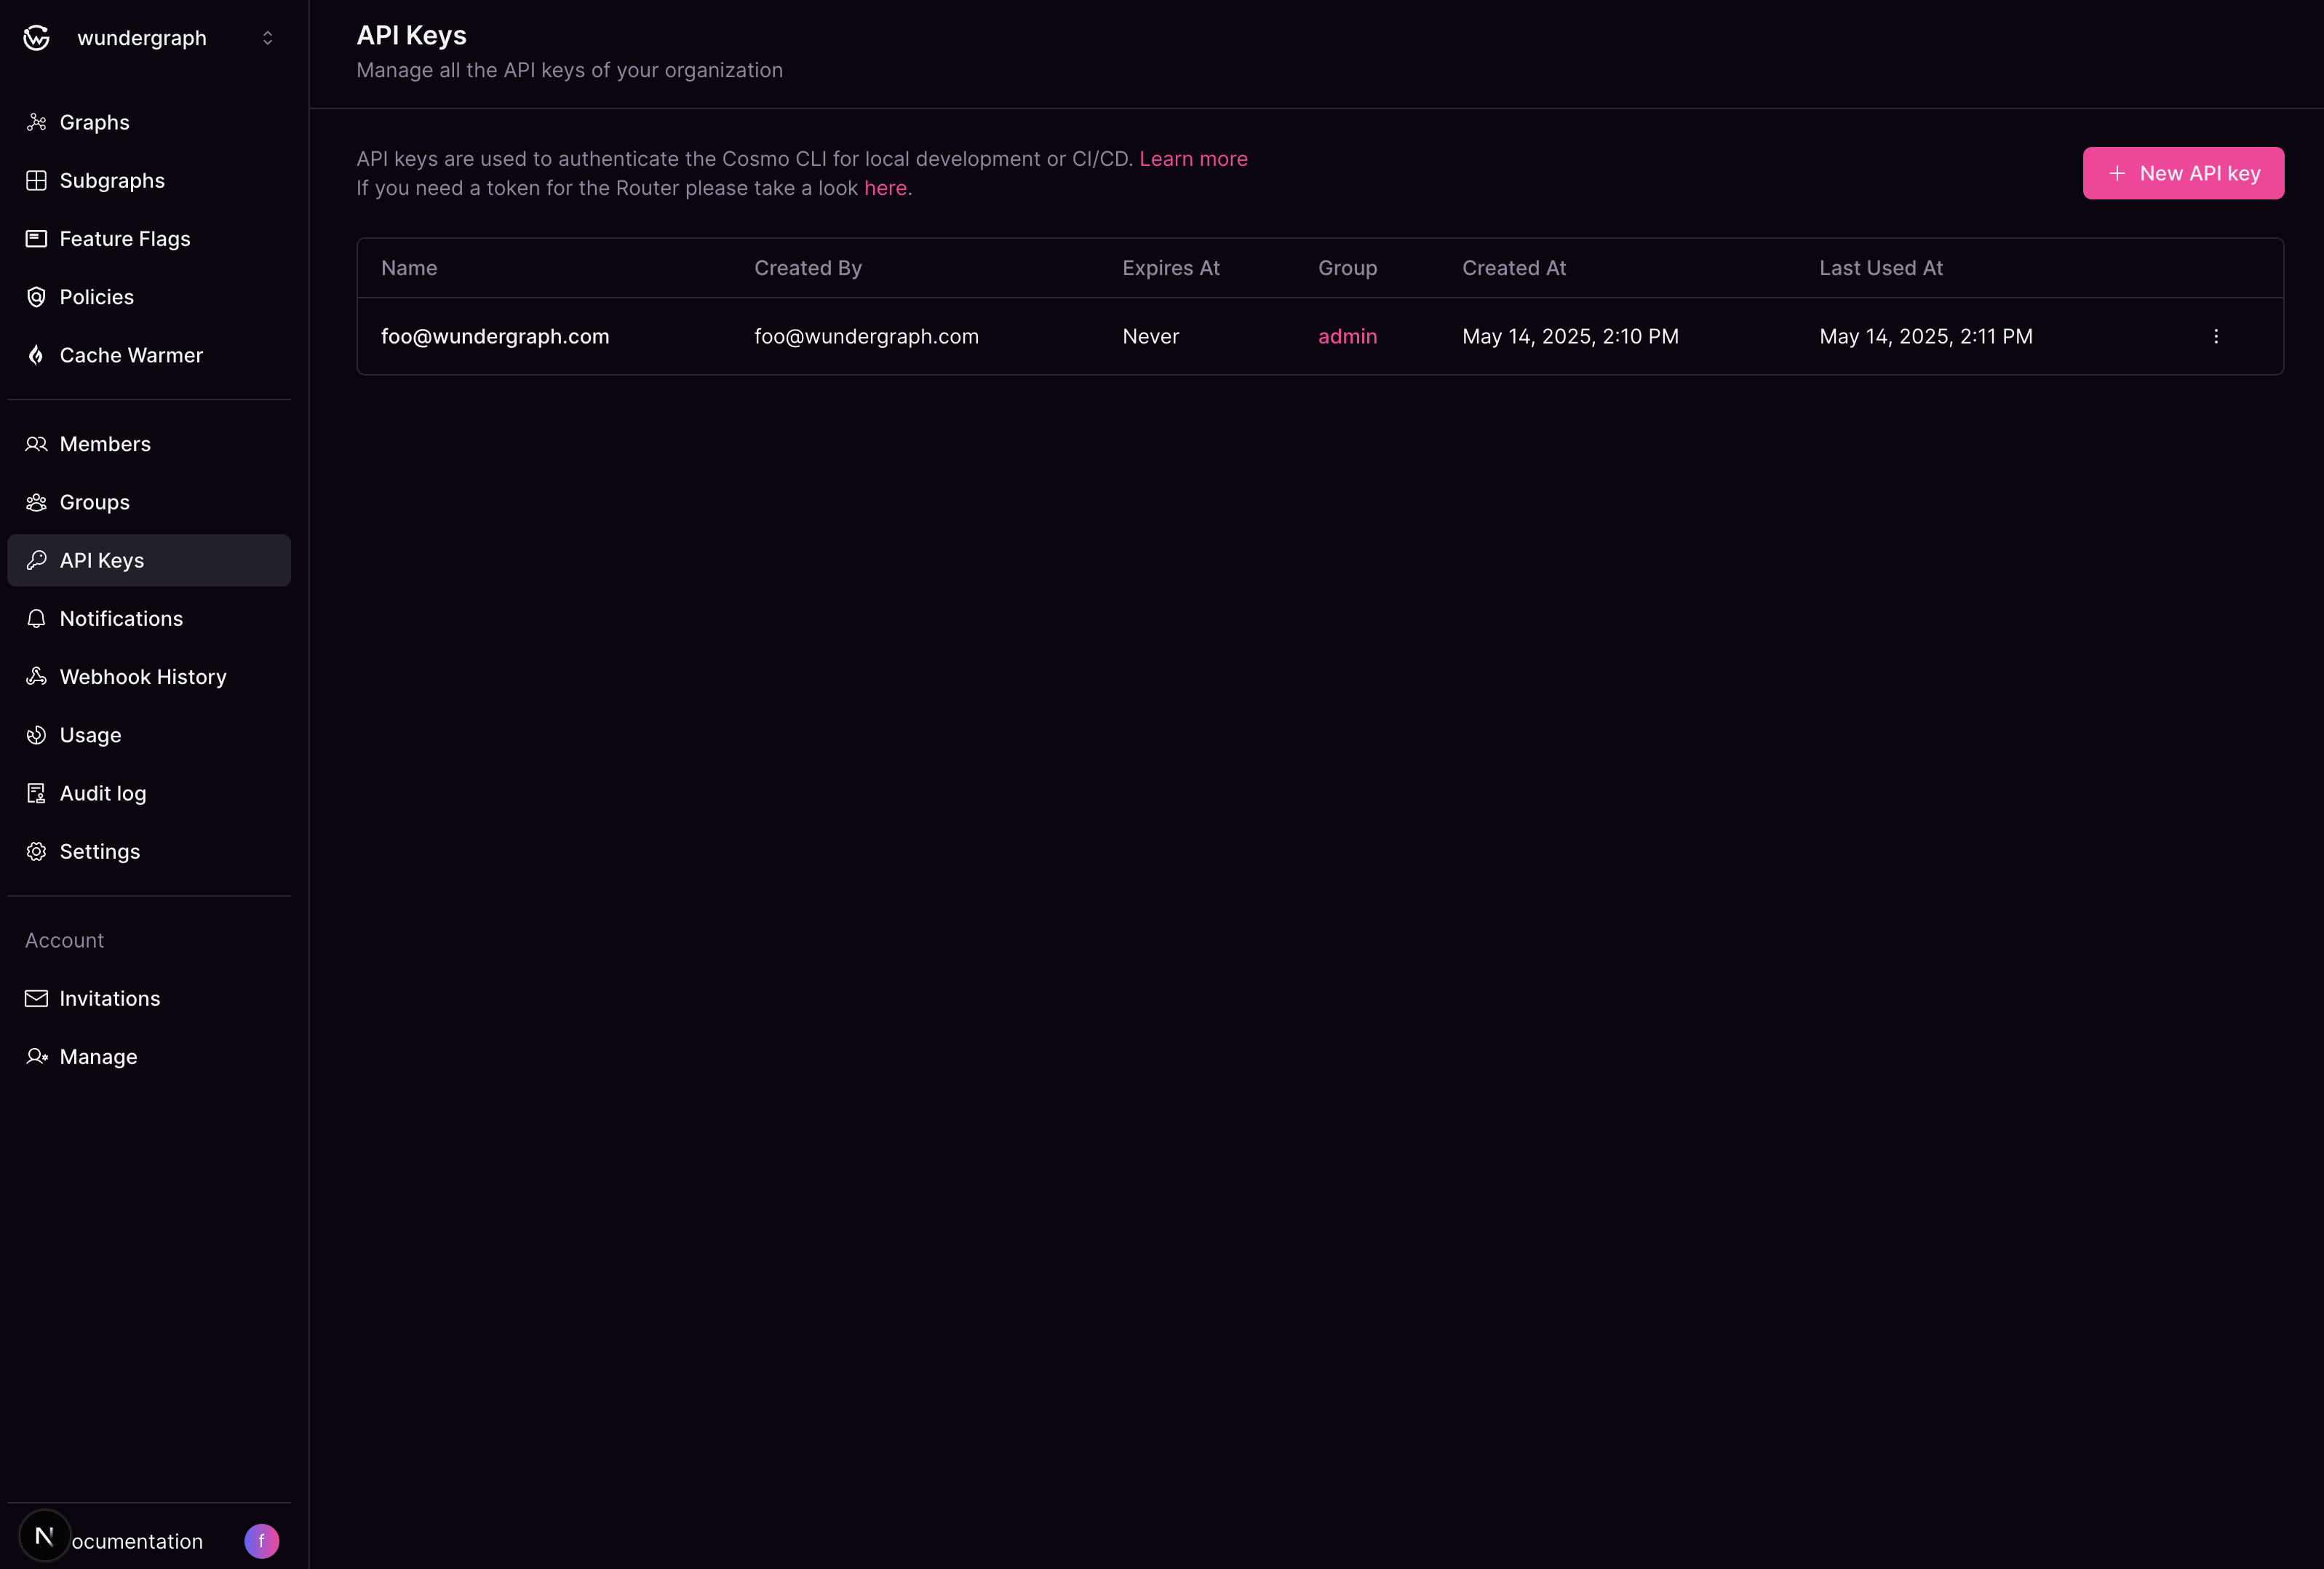 wundergraph
Graphs
Subgraphs
Feature Flags
Policies
Cache Warmer
Members
Groups
API Keys
Notifications
Webhook History
Usage
Audit log
Settings
Account
Invitations
Manage
N
ocumentation
f
API Keys
Manage all the API keys of your organization
API keys are used to authenticate the Cosmo CLI for local development or CI/CD. Learn more
If you need a token for the Router please take a look here.
New API key
Name Created By Expires At Group Created At Last Used At
foo@wundergraph.com foo@wundergraph.com Never admin May 14, 2025, 2:10 PM May 14, 2025, 2:11 PM